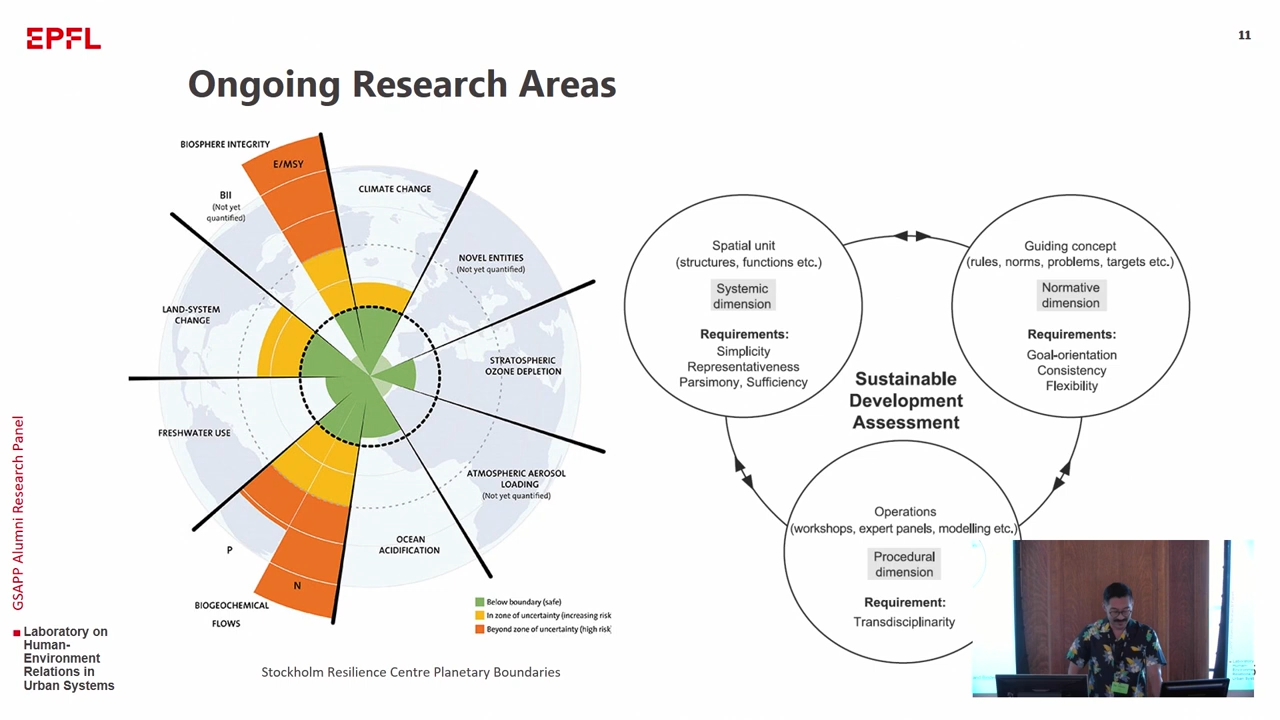 EPFL
11
Ongoing Research Areas
BIOSPHERE INTEGRITY
E/MSY
BII
(Not yet
quantified)
CLIMATE CHANGE
NOVEL ENTITIES
(Not yet quantified)
LAND-SYSTEM
CHANGE
STRATOSPHERIC
OZONE DEPLETION
FRESHWATER USE
ATMOSPHERIC AEROSOL
LOADING
(Not yet quantified)
OCEAN
ACIDIFICATION
P
N
BIOGEOCHEMICAL
FLOWS
Below boundary (safe)
In zone of uncertainty (increasing risk
Beyond zone of uncertainty (high risk)
Stockholm Resilience Centre Planetary Boundaries
Spatial unit
(structures, functions etc.)
Systemic
dimension
Requirements:
Simplicity
Representativeness
Parsimony, Sufficiency
Guiding concept
(rules, norms, problems, targets etc.)
Normative
dimension
Requirements:
Goal-orientation
Consistency
Flexibility
Sustainable
Development
Assessment
Operations
(workshops, expert panels, modelling etc.)
Procedural
dimension
Requirement:
Transdisciplinarity
GSAPP Alumni Research Panel
Laboratory on
Human-
Environment
Relations in
Urban Systems